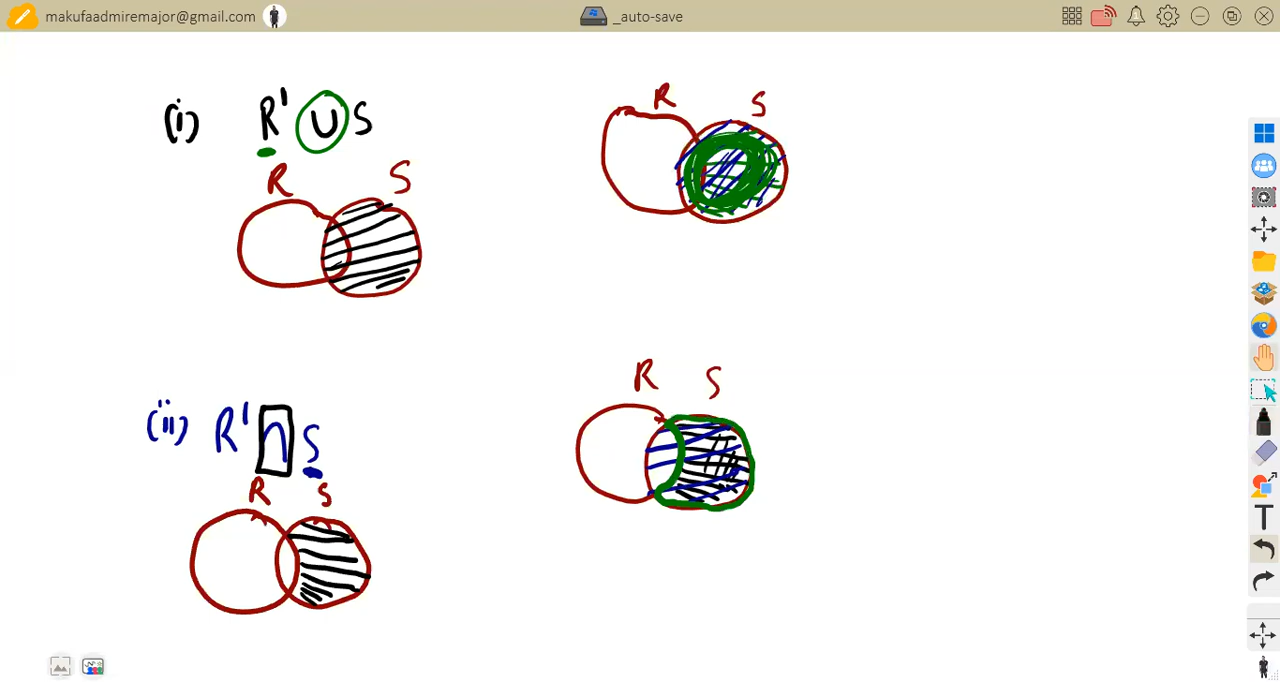 makufaadmiremajor@gmail.com
_auto-save
(i) R' ∪ S
R S
R S
(ii) R' ∩ S
R S
R S
T